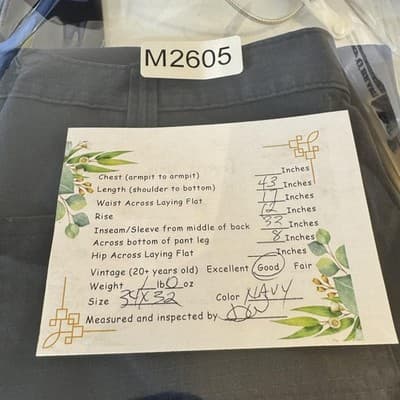 M2605
Chest (armpit to armpit) Inches
Length (shoulder to bottom) 43 Inches
Waist Across Laying Flat 17 Inches
Rise 12 Inches
Inseam/Sleeve from middle of back 32 Inches
Across bottom of pant leg 8 Inches
Hip Across Laying Flat Inches
Vintage (20+ years old) Excellent Good Fair
Weight 1 lb 0 oz
Size 34X32 Color NAVY
Measured and inspected by